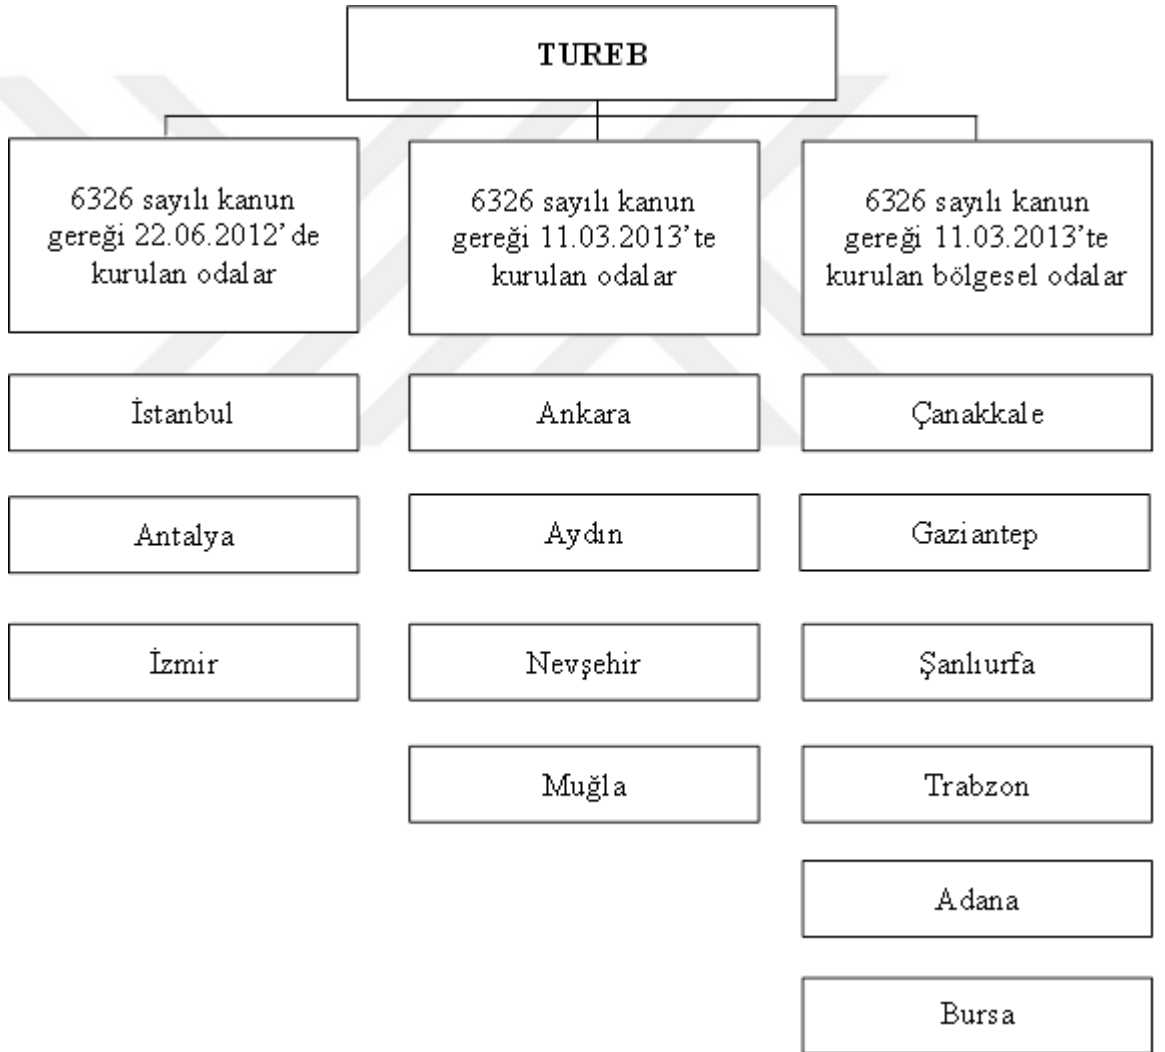 TUREB
6326 sayılı kanun
gereği 22.06.2012’de
kurulan odalar
6326 sayılı kanun
gereği 11.03.2013’te
kurulan odalar
6326 sayılı kanun
gereği 11.03.2013’te
kurulan bölgesel odalar
İstanbul
Ankara
Çanakkale
Antalya
Aydın
Gaziantep
İzmir
Nevşehir
Şanlıurfa
Muğla
Trabzon
Adana
Bursa